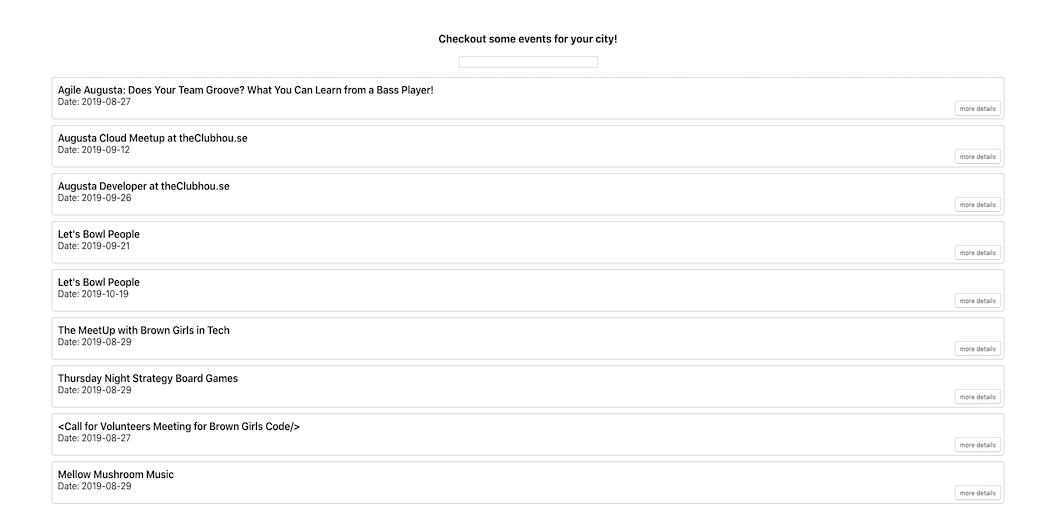 Checkout some events for your city!
Agile Augusta: Does Your Team Groove? What You Can Learn from a Bass Player!
Date: 2019-08-27
more details
Augusta Cloud Meetup at theClubhou.se
Date: 2019-09-12
more details
Augusta Developer at theClubhou.se
Date: 2019-09-26
more details
Let's Bowl People
Date: 2019-09-21
more details
Let's Bowl People
Date: 2019-10-19
more details
The MeetUp with Brown Girls in Tech
Date: 2019-08-29
more details
Thursday Night Strategy Board Games
Date: 2019-08-29
more details
<Call for Volunteers Meeting for Brown Girls Code/>
Date: 2019-08-27
more details
Mellow Mushroom Music
Date: 2019-08-29
more details